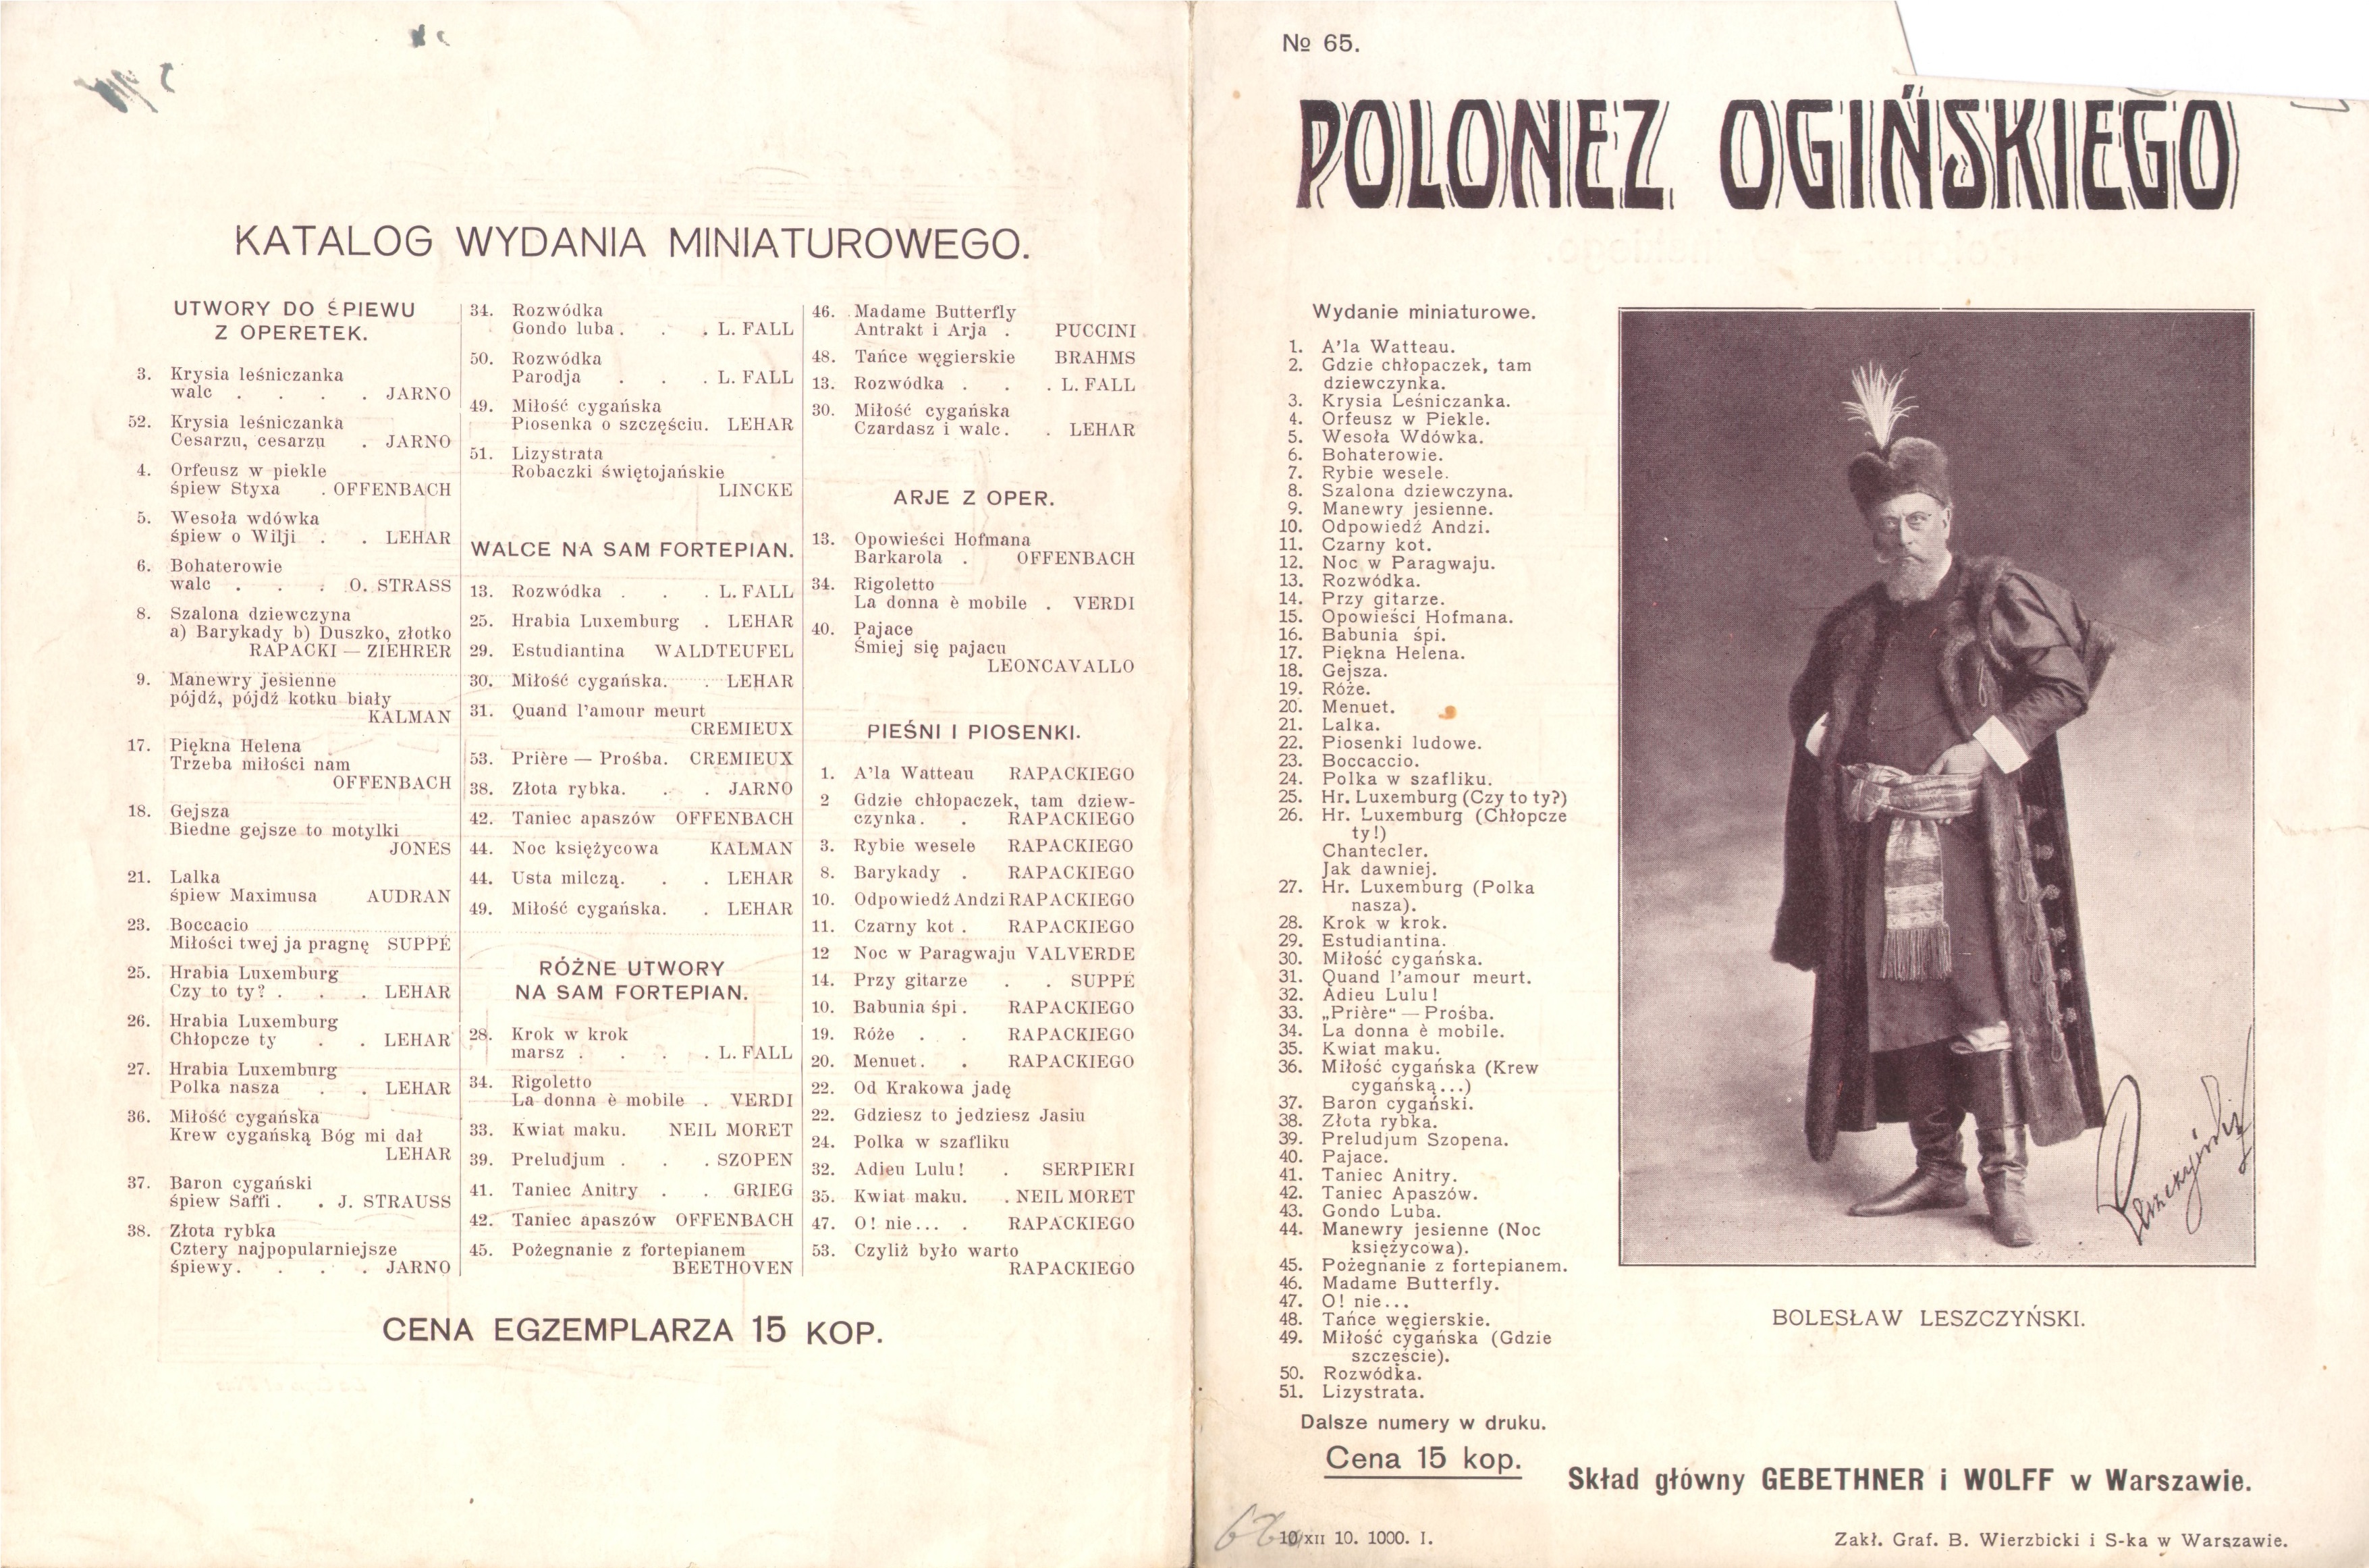 KATALOG WYDANIA MINIATUROWEGO.
UTWORY DO ŚPIEWU
Z OPERETEK.
3. Krysia leśniczanka
walc . . . . JARNO
52. Krysia leśniczanka
Cesarzu, cesarzu . JARNO
4. Orfeusz w piekle
śpiew Styxa . OFFENBACH
5. Wesoła wdówka
śpiew o Wilji . . LEHAR
6. Bohaterowie
walc . . . O. STRASS
8. Szalona dziewczyna
a) Barykady b) Duszko, złotko
RAPACKI — ZIEHRER
9. Manewry jesienne
pójdź, pójdź kotku biały
KALMAN
17. Piękna Helena
Trzeba miłości nam
OFFENBACH
18. Gejsza
Biedne gejsze to motylki
JONES
21. Lalka
śpiew Maximusa AUDRAN
23. Boccacio
Miłości twej ja pragnę SUPPÉ
25. Hrabia Luxemburg
Czy to ty? . . . LEHAR
26. Hrabia Luxemburg
Chłopcze ty . . LEHAR
27. Hrabia Luxemburg
Polka nasza . . LEHAR
36. Miłość cygańska
Krew cygańską Bóg mi dał
LEHAR
37. Baron cygański
śpiew Saffi . . J. STRAUSS
38. Złota rybka
Cztery najpopularniejsze
śpiewy. . . . JARNO
34. Rozwódka
Gondo luba . . . L. FALL
50. Rozwódka
Parodja . . . L. FALL
49. Miłość cygańska
Piosenka o szczęściu. LEHAR
51. Lizystrata
Robaczki świętojańskie
LINCKE
WALCE NA SAM FORTEPIAN.
13. Rozwódka . . . L. FALL
25. Hrabia Luxemburg . LEHAR
29. Estudiantina WALDTEUFEL
30. Miłość cygańska. . LEHAR
31. Quand l'amour meurt
CREMIEUX
53. Prière — Prośba. CREMIEUX
38. Złota rybka. . . JARNO
42. Taniec apaszów OFFENBACH
44. Noc księżycowa KALMAN
44. Usta milczą. . . LEHAR
49. Miłość cygańska. . LEHAR
RÓŻNE UTWORY
NA SAM FORTEPIAN.
28. Krok w krok
marsz . . . . L. FALL
34. Rigoletto
La donna è mobile . VERDI
33. Kwiat maku. NEIL MORET
39. Preludjum . . . SZOPEN
41. Taniec Anitry . . GRIEG
42. Taniec apaszów OFFENBACH
45. Pożegnanie z fortepianem
BEETHOVEN
46. Madame Butterfly
Antrakt i Arja . PUCCINI
48. Tańce węgierskie BRAHMS
13. Rozwódka . . . L. FALL
30. Miłość cygańska
Czardasz i walc. . LEHAR
ARJE Z OPER.
13. Opowieści Hofmana
Barkarola . OFFENBACH
34. Rigoletto
La donna è mobile . VERDI
40. Pajace
Śmiej się pajacu
LEONCAVALLO
PIEŚNI I PIOSENKI.
1. A'la Watteau RAPACKIEGO
2 Gdzie chłopaczek, tam dziew-
czynka. . RAPACKIEGO
3. Rybie wesele RAPACKIEGO
8. Barykady . RAPACKIEGO
10. Odpowiedź Andzi RAPACKIEGO
11. Czarny kot . RAPACKIEGO
12 Noc w Paragwaju VALVERDE
14. Przy gitarze . . SUPPÉ
10. Babunia śpi . RAPACKIEGO
19. Róże . . RAPACKIEGO
20. Menuet. . RAPACKIEGO
22. Od Krakowa jadę
22. Gdziesz to jedziesz Jasiu
24. Polka w szafliku
32. Adieu Lulu! . SERPIERI
35. Kwiat maku. . NEIL MORET
47. O! nie... . RAPACKIEGO
53. Czyliż było warto
RAPACKIEGO
CENA EGZEMPLARZA 15 KOP.
№ 65.
POLONEZ OGIŃSKIEGO
Wydanie miniaturowe.
1. A'la Watteau.
2. Gdzie chłopaczek, tam
dziewczynka.
3. Krysia Leśniczanka.
4. Orfeusz w Piekle.
5. Wesoła Wdówka.
6. Bohaterowie.
7. Rybie wesele.
8. Szalona dziewczyna.
9. Manewry jesienne.
10. Odpowiedź Andzi.
11. Czarny kot.
12. Noc w Paragwaju.
13. Rozwódka.
14. Przy gitarze.
15. Opowieści Hofmana.
16. Babunia śpi.
17. Piękna Helena.
18. Gejsza.
19. Róże.
20. Menuet.
21. Lalka.
22. Piosenki ludowe.
23. Boccaccio.
24. Polka w szafliku.
25. Hr. Luxemburg (Czy to ty?)
26. Hr. Luxemburg (Chłopcze
ty!)
Chantecler.
Jak dawniej.
27. Hr. Luxemburg (Polka
nasza).
28. Krok w krok.
29. Estudiantina.
30. Miłość cygańska.
31. Quand l'amour meurt.
32. Adieu Lulu!
33. „Prière“ — Prośba.
34. La donna è mobile.
35. Kwiat maku.
36. Miłość cygańska (Krew
cygańską...)
37. Baron cygański.
38. Złota rybka.
39. Preludjum Szopena.
40. Pajace.
41. Taniec Anitry.
42. Taniec Apaszów.
43. Gondo Luba.
44. Manewry jesienne (Noc
księżycowa).
45. Pożegnanie z fortepianem.
46. Madame Butterfly.
47. O! nie...
48. Tańce węgierskie.
49. Miłość cygańska (Gdzie
szczęście).
50. Rozwódka.
51. Lizystrata.
Dalsze numery w druku.
Cena 15 kop.
Leszczyński
BOLESŁAW LESZCZYŃSKI.
Skład główny GEBETHNER i WOLFF w Warszawie.
10/XII 10. 1000. I.
Zakł. Graf. B. Wierzbicki i S-ka w Warszawie.